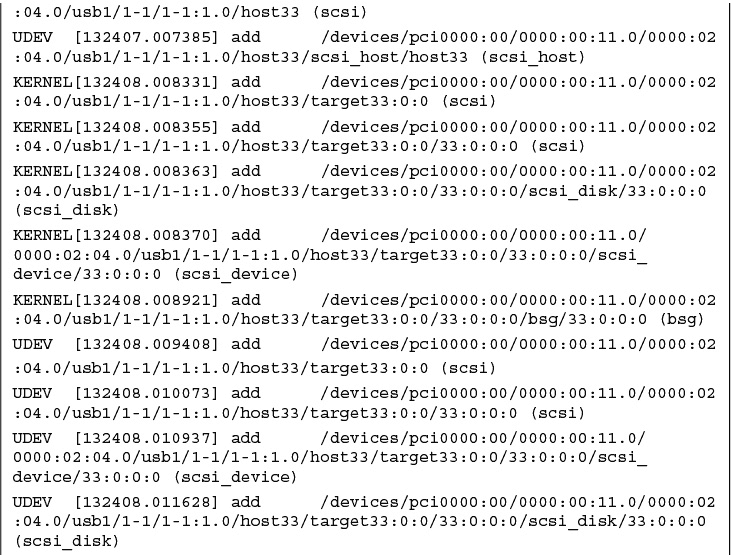 :04.0/usb1/1-1/1-1:1.0/host33 (scsi)
UDEV  [132407.007385] add      /devices/pci0000:00/0000:00:11.0/0000:02
:04.0/usb1/1-1/1-1:1.0/host33/scsi_host/host33 (scsi_host)
KERNEL[132408.008331] add      /devices/pci0000:00/0000:00:11.0/0000:02
:04.0/usb1/1-1/1-1:1.0/host33/target33:0:0 (scsi)
KERNEL[132408.008355] add      /devices/pci0000:00/0000:00:11.0/0000:02
:04.0/usb1/1-1/1-1:1.0/host33/target33:0:0/33:0:0:0 (scsi)
KERNEL[132408.008363] add      /devices/pci0000:00/0000:00:11.0/0000:02
:04.0/usb1/1-1/1-1:1.0/host33/target33:0:0/33:0:0:0/scsi_disk/33:0:0:0
(scsi_disk)
KERNEL[132408.008370] add      /devices/pci0000:00/0000:00:11.0/
0000:02:04.0/usb1/1-1/1-1:1.0/host33/target33:0:0/33:0:0:0/scsi_
device/33:0:0:0 (scsi_device)
KERNEL[132408.008921] add      /devices/pci0000:00/0000:00:11.0/0000:02
:04.0/usb1/1-1/1-1:1.0/host33/target33:0:0/33:0:0:0/bsg/33:0:0:0 (bsg)
UDEV  [132408.009408] add      /devices/pci0000:00/0000:00:11.0/0000:02
:04.0/usb1/1-1/1-1:1.0/host33/target33:0:0 (scsi)
UDEV  [132408.010073] add      /devices/pci0000:00/0000:00:11.0/0000:02
:04.0/usb1/1-1/1-1:1.0/host33/target33:0:0/33:0:0:0 (scsi)
UDEV  [132408.010937] add      /devices/pci0000:00/0000:00:11.0/
0000:02:04.0/usb1/1-1/1-1:1.0/host33/target33:0:0/33:0:0:0/scsi_
device/33:0:0:0 (scsi_device)
UDEV  [132408.011628] add      /devices/pci0000:00/0000:00:11.0/0000:02
:04.0/usb1/1-1/1-1:1.0/host33/target33:0:0/33:0:0:0/scsi_disk/33:0:0:0
(scsi_disk)